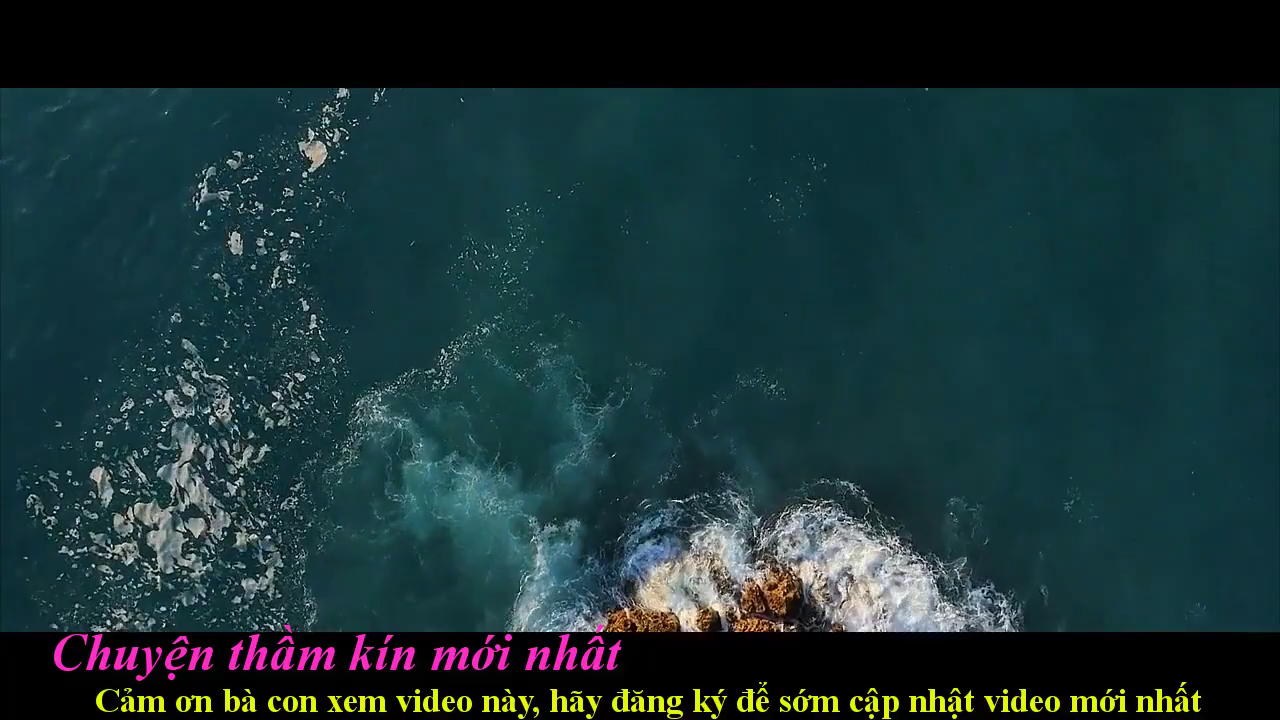 Chuyện thầm kín mới nhất
Cảm ơn bà con xem video này, hãy đăng ký để sớm cập nhật video mới nhất